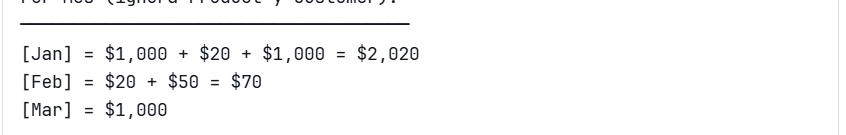 [Jan] = $1,000 + $20 + $1,000 = $2,020
[Feb] = $20 + $50 = $70
[Mar] = $1,000